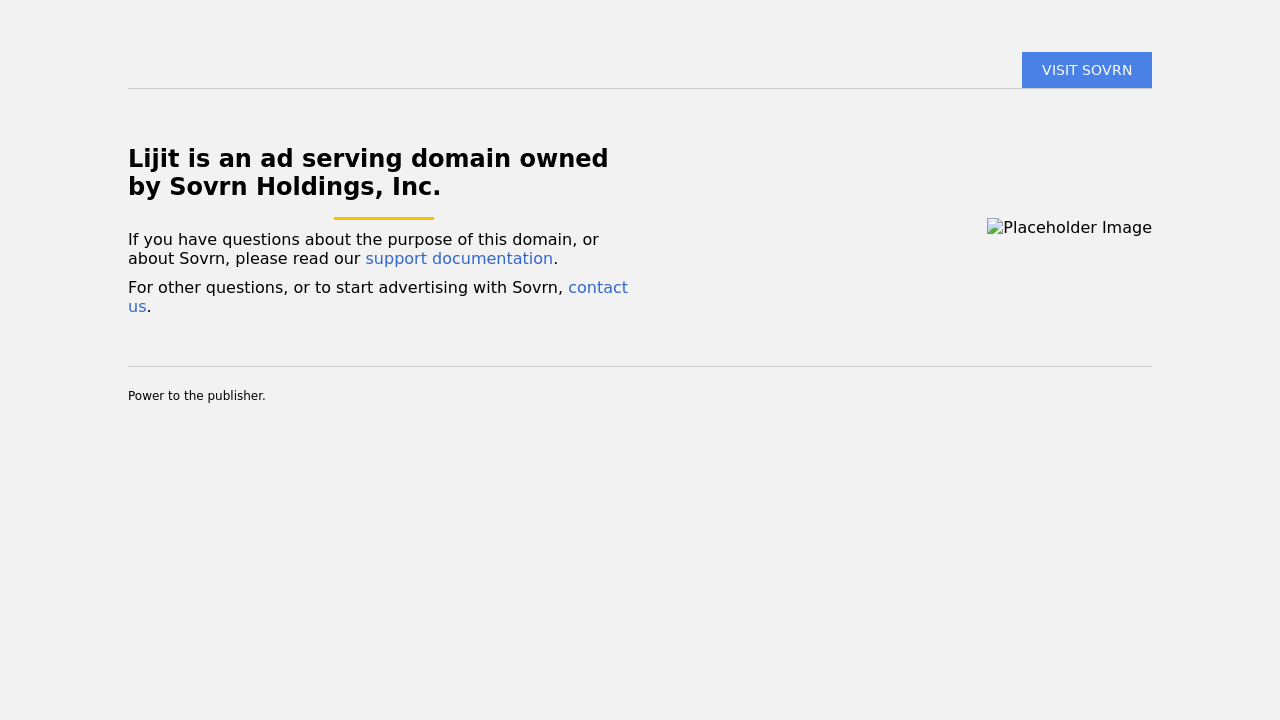 VISIT SOVRN
Lijit is an ad serving domain owned
by Sovrn Holdings, Inc.
If you have questions about the purpose of this domain, or
about Sovrn, please read our support documentation.
For other questions, or to start advertising with Sovrn, contact
us.
Placeholder Image
Power to the publisher.